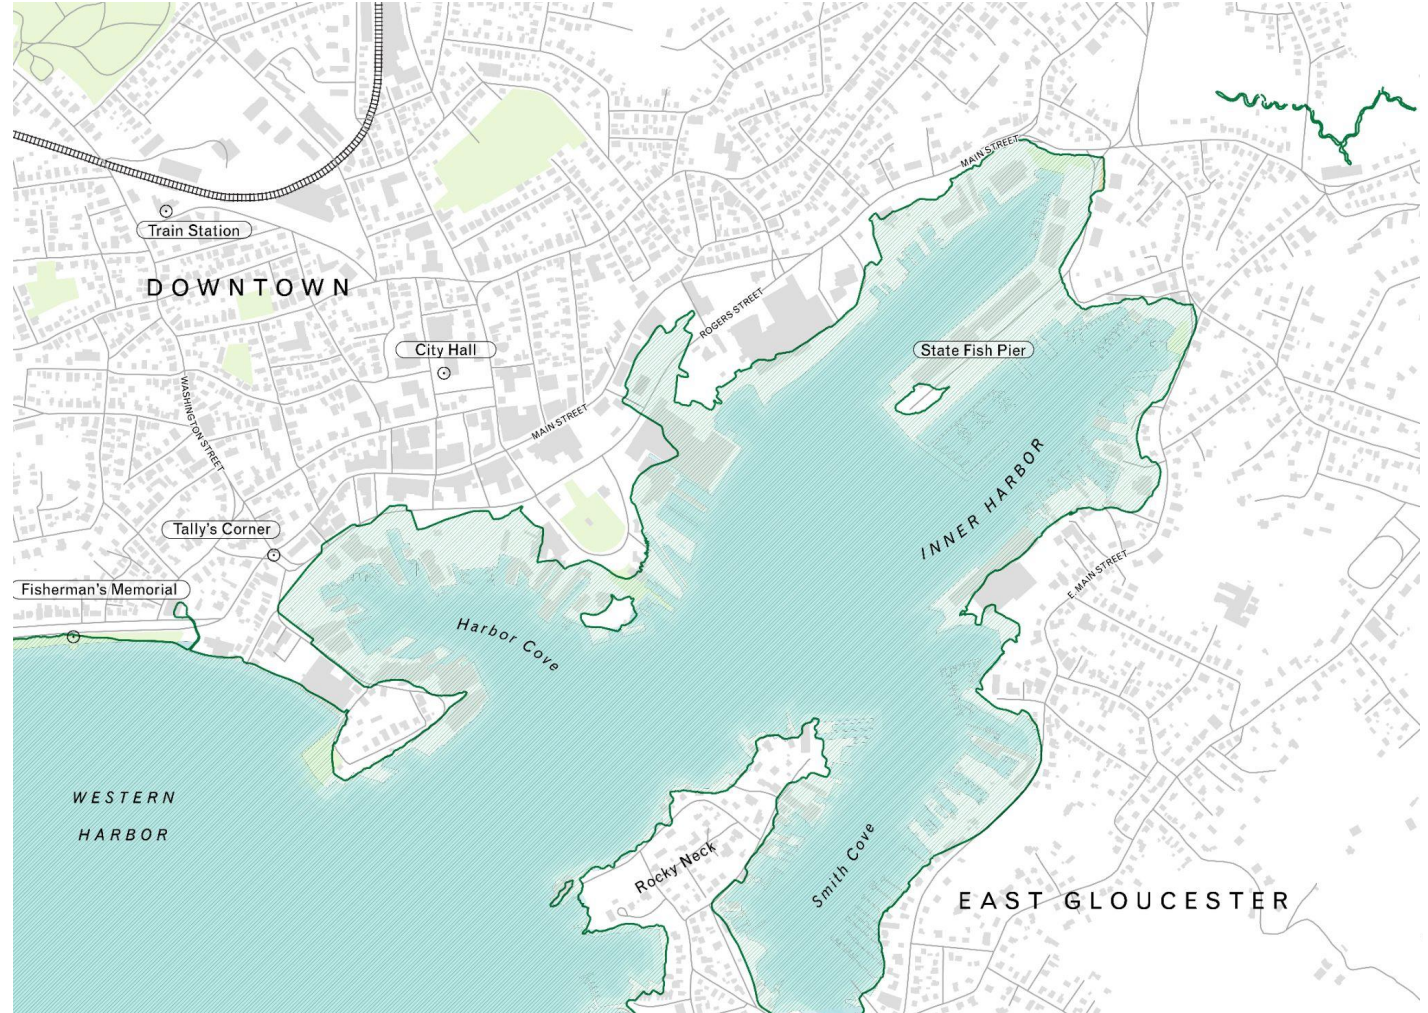 MAIN STREET
Train Station
DOWNTOWN
ROGERS STREET
City Hall
State Fish Pier
WASHINGTON STREET
MAIN STREET
INNER HARBOR
Tally's Corner
E. MAIN STREET
Fisherman's Memorial
Harbor Cove
WESTERN
HARBOR
Rocky Neck
Smith Cove
EAST GLOUCESTER